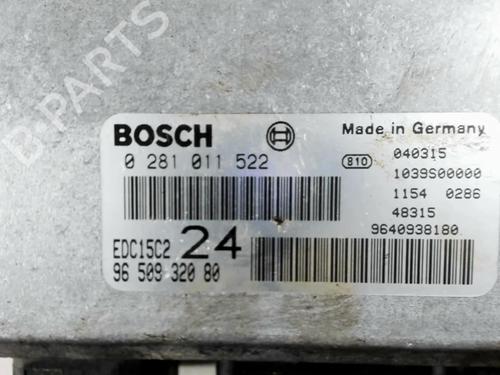 B-PARTS
BOSCH
Made in Germany
0 281 011 522
810
040315
1039S00000
1154 0286
48315
9640938180
EDC15C2 24
96 509 320 80